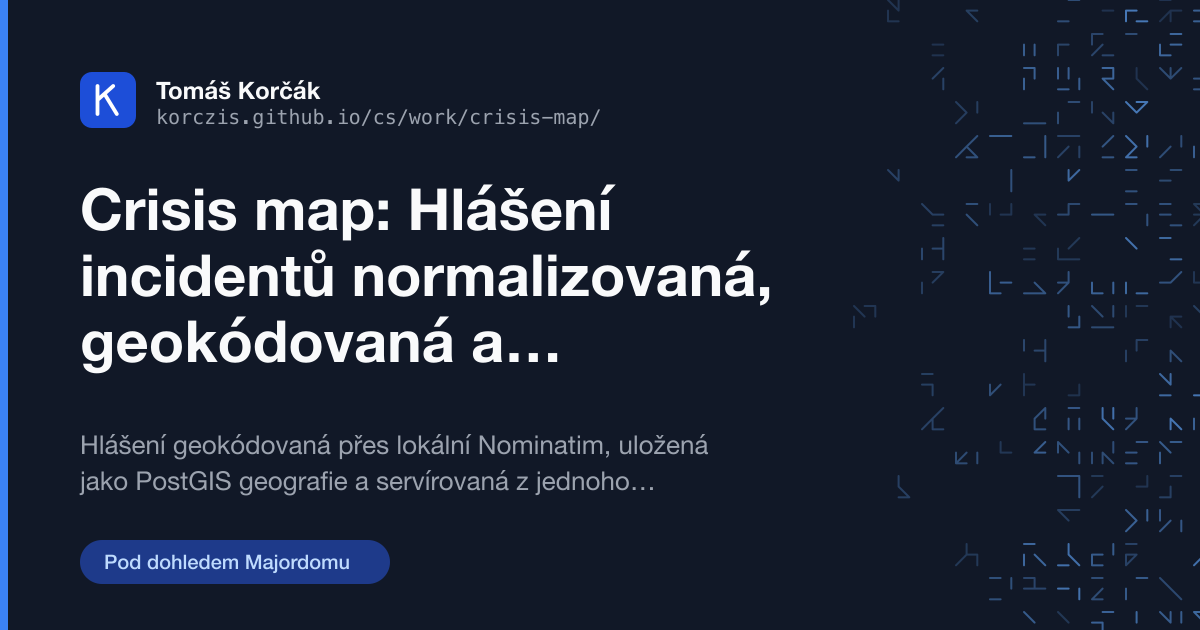 K
Tomáš Korčák
korczis.github.io/cs/work/crisis-map/
Crisis map: Hlášení
incidentů normalizovaná,
geokódovaná a…
Hlášení geokódovaná přes lokální Nominatim, uložená
jako PostGIS geografie a servírovaná z jednoho…
Pod dohledem Majordomu